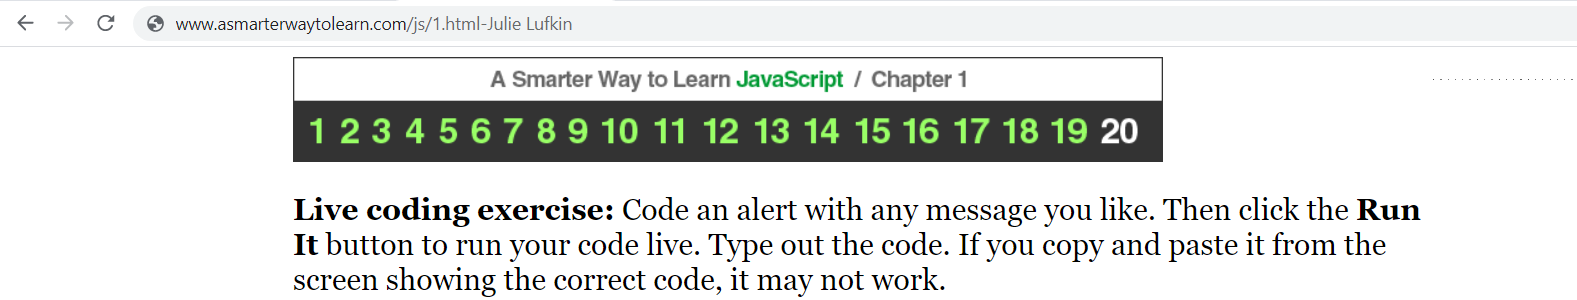 www.asmarterwaytolearn.com/js/1.html-Julie Lufkin
A Smarter Way to Learn JavaScript / Chapter 1
1 2 3 4 5 6 7 8 9 10 11 12 13 14 15 16 17 18 19 20
Live coding exercise: Code an alert with any message you like. Then click the Run
It button to run your code live. Type out the code. If you copy and paste it from the
screen showing the correct code, it may not work.